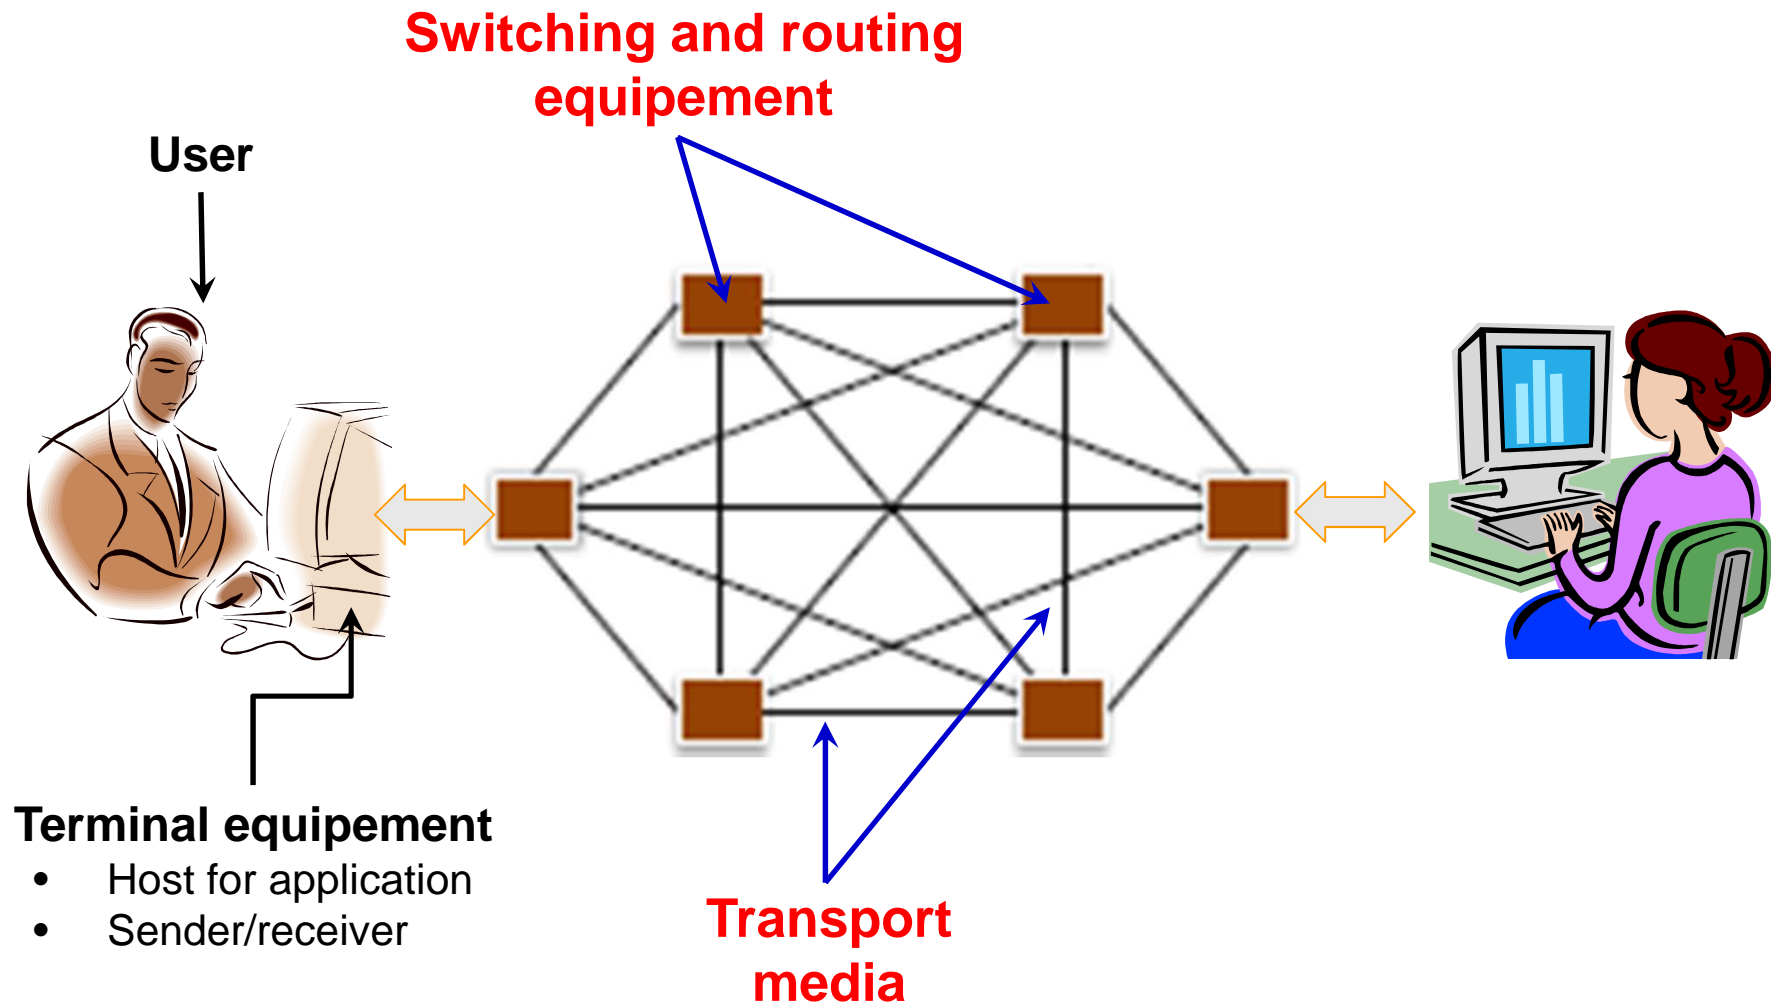 Switching and routing
equipement
User
Terminal equipement
• Host for application
• Sender/receiver
Transport
media